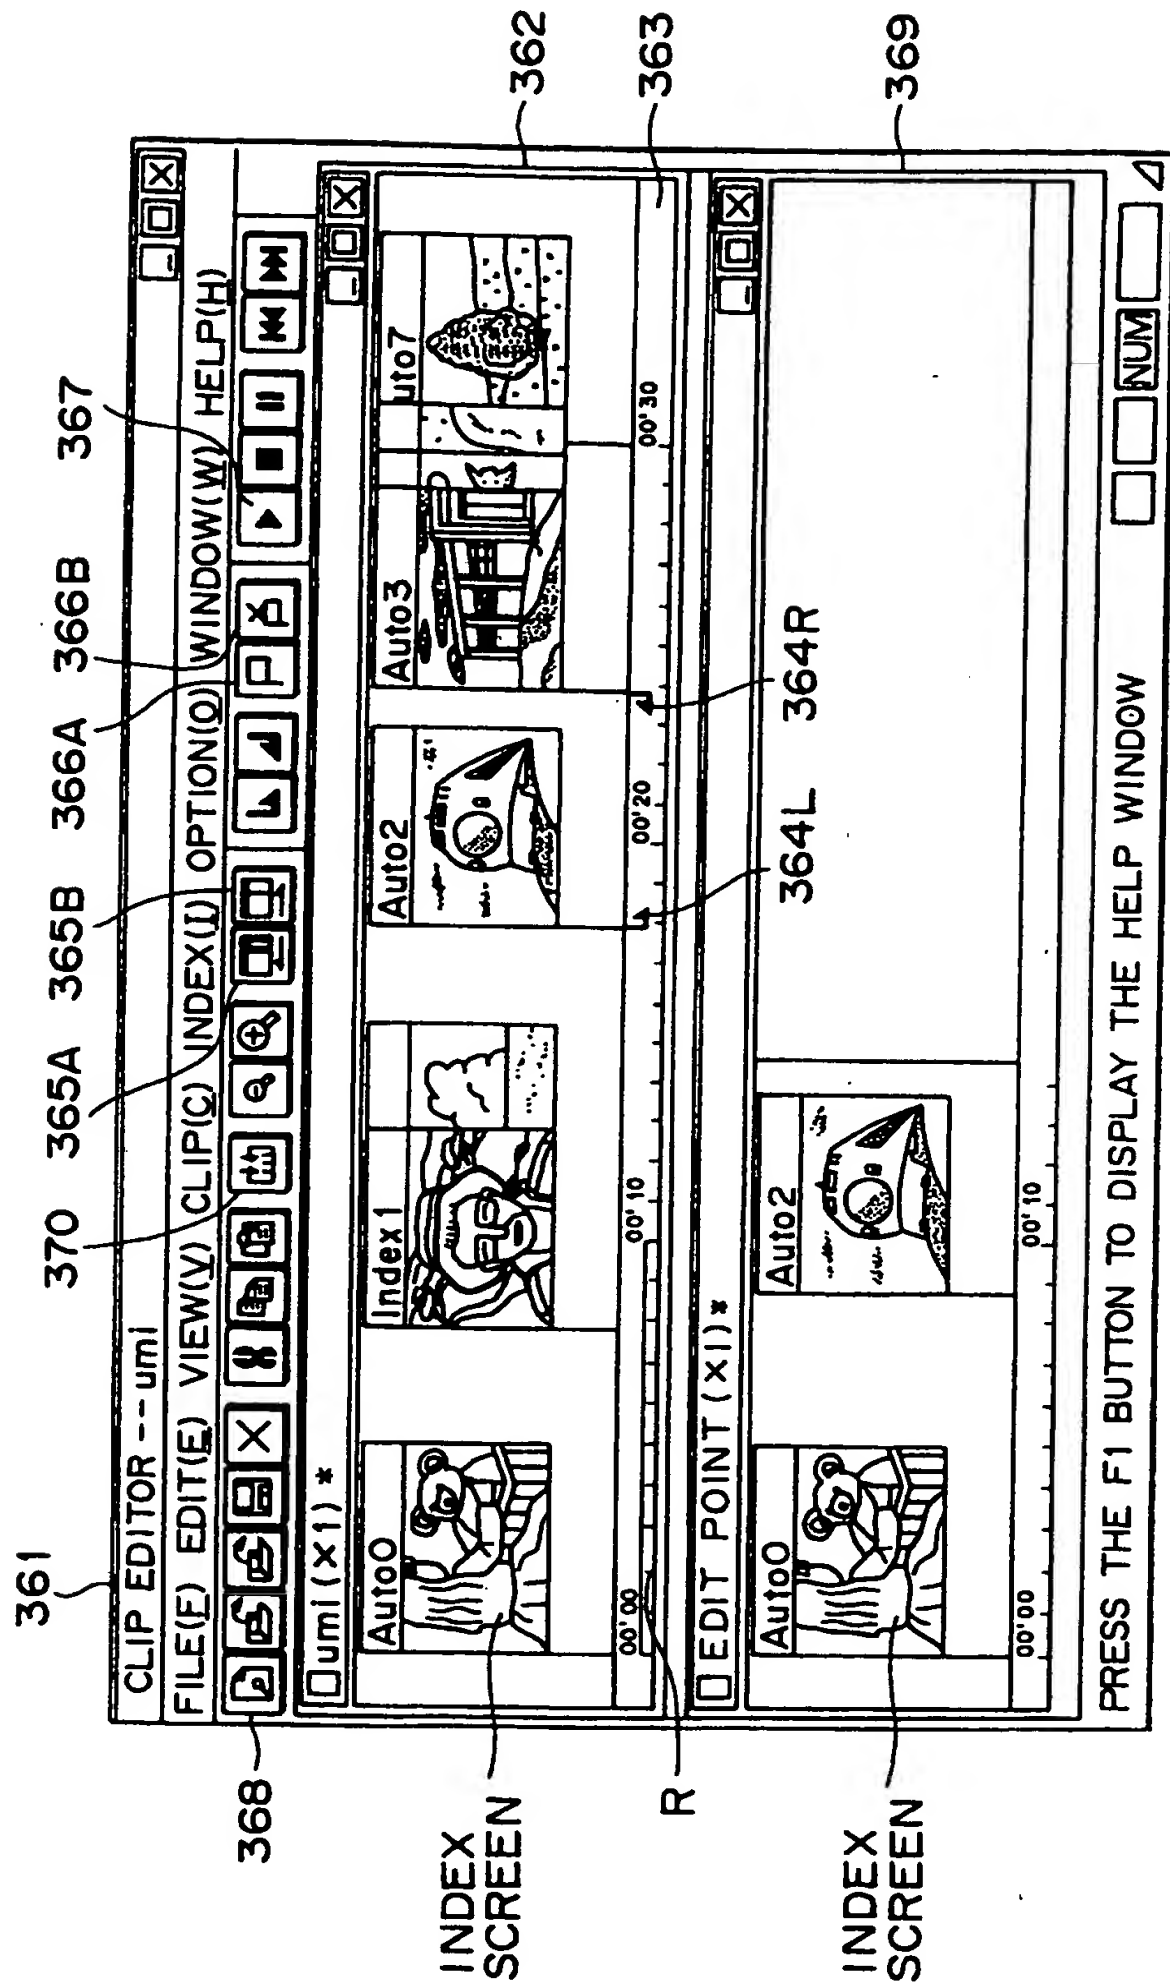 361
370 365A 365B 366A 366B 367
CLIP EDITOR --umi
FILE(F) EDIT(E) VIEW(V) CLIP(C) INDEX(I) OPTION(O) WINDOW(W) HELP(H)
368
umi (×1) *
362
Auto0 Index1 Auto2 Auto3 uto7
INDEX
SCREEN
00'00 00'10 00'20 00'30
363
R
364L 364R
EDIT POINT (×1) *
Auto0 Auto2
369
INDEX
SCREEN
00'00 00'10
PRESS THE F1 BUTTON TO DISPLAY THE HELP WINDOW
NUM